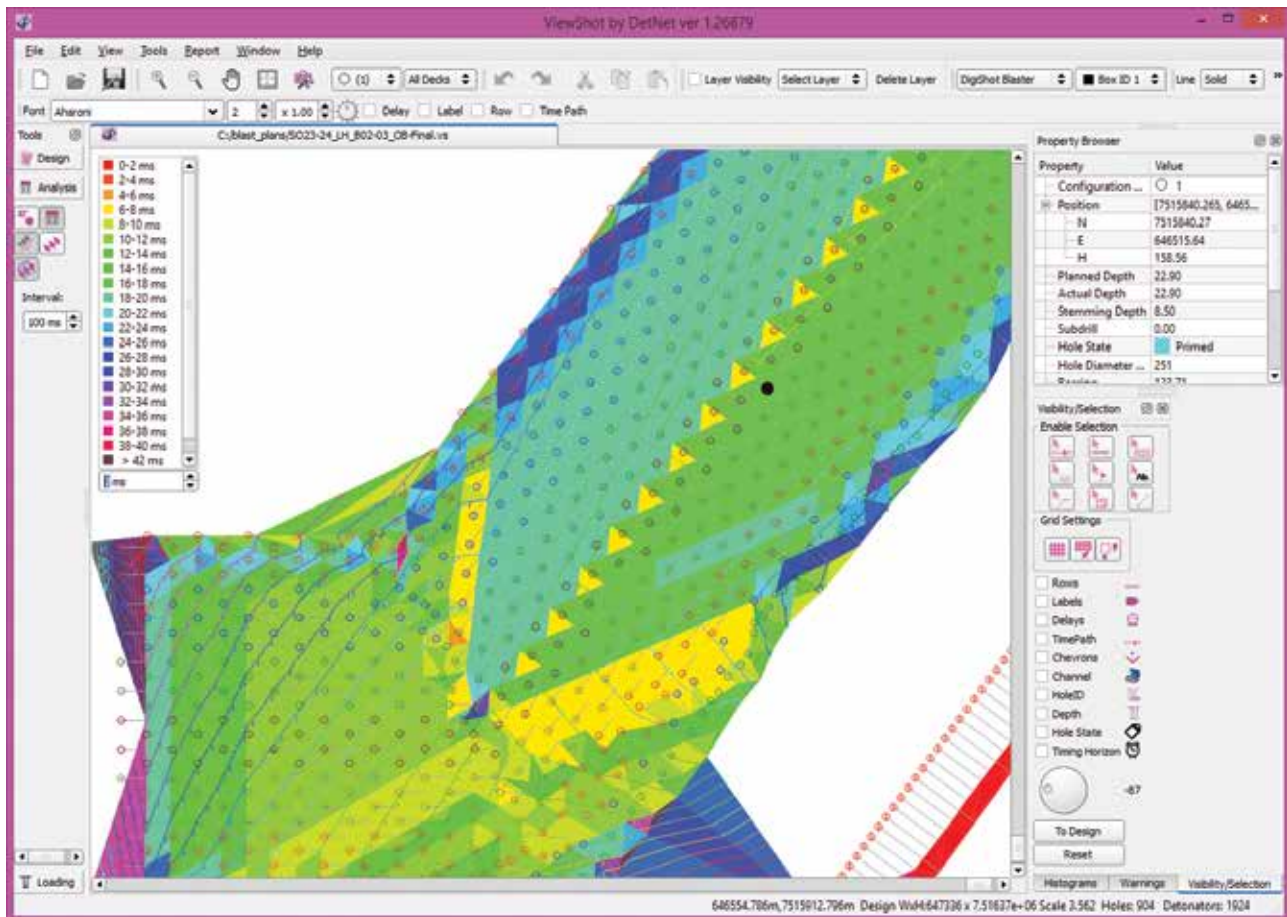 ViewShot by DetNet ver 1.26879
File Edit View Tools Report Window Help
(1) All Decks Layer Visibility Select Layer Delete Layer DigiShot Blaster Box ID 1 Line Solid
Font Aharoni 2 x 1.00 Delay Label Row Time Path
Tools
C:/blast_plans/SO23-24_LH_B02-03_OB-Final.vs
Design
Analysis
Interval:
100 ms
Loading
0-2 ms
2-4 ms
4-6 ms
6-8 ms
8-10 ms
10-12 ms
12-14 ms
14-16 ms
16-18 ms
18-20 ms
20-22 ms
22-24 ms
24-26 ms
26-28 ms
28-30 ms
30-32 ms
32-34 ms
34-36 ms
36-38 ms
38-40 ms
> 42 ms
ms
Property Browser
Property Value
Configuration ... 1
Position [7515840.265, 6465...
N 7515840.27
E 646515.64
H 158.56
Planned Depth 22.90
Actual Depth 22.90
Stemming Depth 8.50
Subdrill 0.00
Hole State Primed
Hole Diameter ... 251
Visibility/Selection
Enable Selection
Ab
Grid Settings
Rows
Labels
Delays
TimePath
Chevrons
Channel
HoleID
Depth
Hole State
Timing Horizon
-87
To Design
Reset
Histograms Warnings Visibility/Selection
646554.786m,7515912.796m Design WxH:647336 x 7.51637e+06 Scale 3.562 Holes: 904 Detonators: 1924